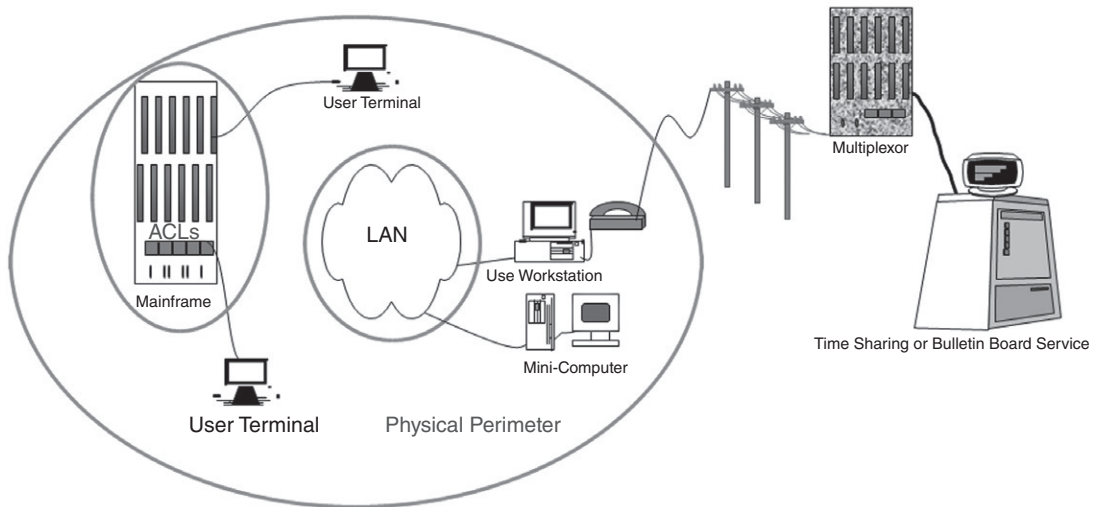 User Terminal
Multiplexor
ACLs
LAN
Use Workstation
Mainframe
Time Sharing or Bulletin Board Service
Mini-Computer
User Terminal
Physical Perimeter